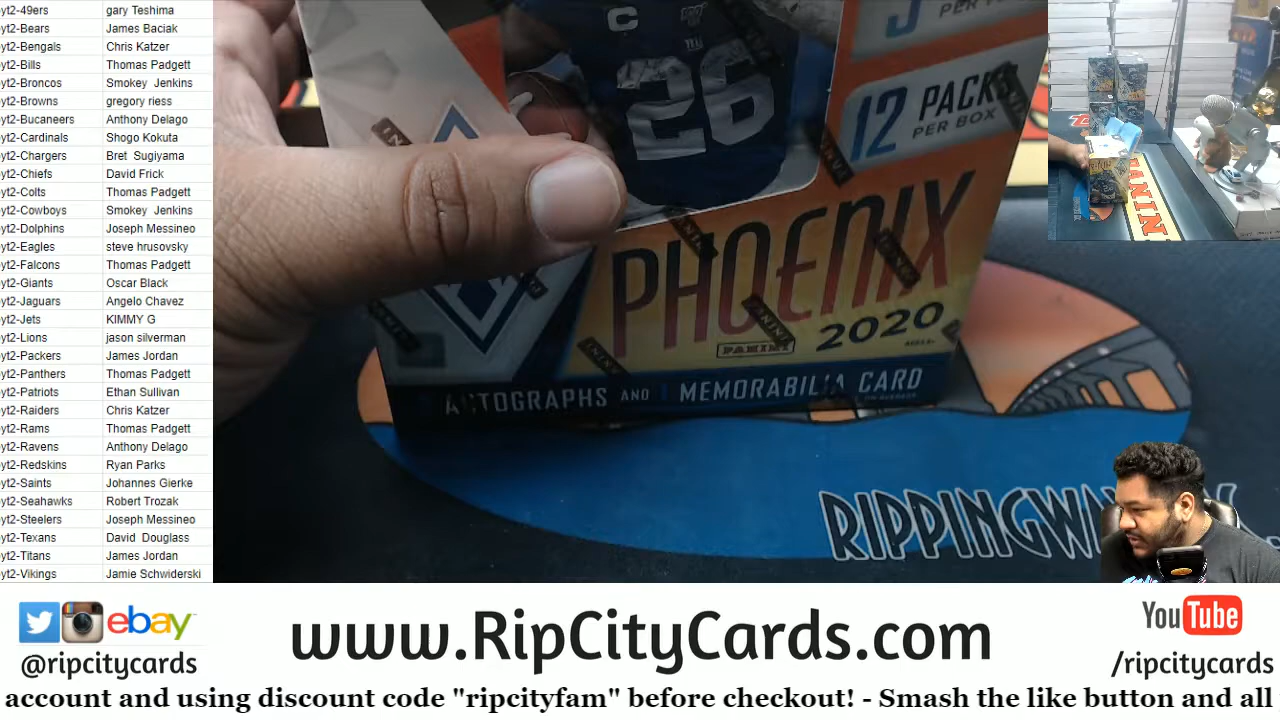 yt2-49ers gary Teshima
yt2-Bears James Baciak
yt2-Bengals Chris Katzer
yt2-Bills Thomas Padgett
yt2-Broncos Smokey Jenkins
yt2-Browns gregory riess
yt2-Bucaneers Anthony Delago
yt2-Cardinals Shogo Kokuta
yt2-Chargers Bret Sugiyama
yt2-Chiefs David Frick
yt2-Colts Thomas Padgett
yt2-Cowboys Smokey Jenkins
yt2-Dolphins Joseph Messineo
yt2-Eagles steve hrusovsky
yt2-Falcons Thomas Padgett
yt2-Giants Oscar Black
yt2-Jaguars Angelo Chavez
yt2-Jets KIMMY G
yt2-Lions jason silverman
yt2-Packers James Jordan
yt2-Panthers Thomas Padgett
yt2-Patriots Ethan Sullivan
yt2-Raiders Chris Katzer
yt2-Rams Thomas Padgett
yt2-Ravens Anthony Delago
yt2-Redskins Ryan Parks
yt2-Saints Johannes Gierke
yt2-Seahawks Robert Trozak
yt2-Steelers Joseph Messineo
yt2-Texans David Douglass
yt2-Titans James Jordan
yt2-Vikings Jamie Schwiderski
C
26
12 PACKS
PER BOX
PHOENIX
PANINI 2020
AUTOGRAPHS AND 1 MEMORABILIA CARD
ON AVERAGE
PANINI
RIPPINGWA
ebay
@ripcitycards
www.RipCityCards.com
YouTube
/ripcitycards
account and using discount code "ripcityfam" before checkout! - Smash the like button and all